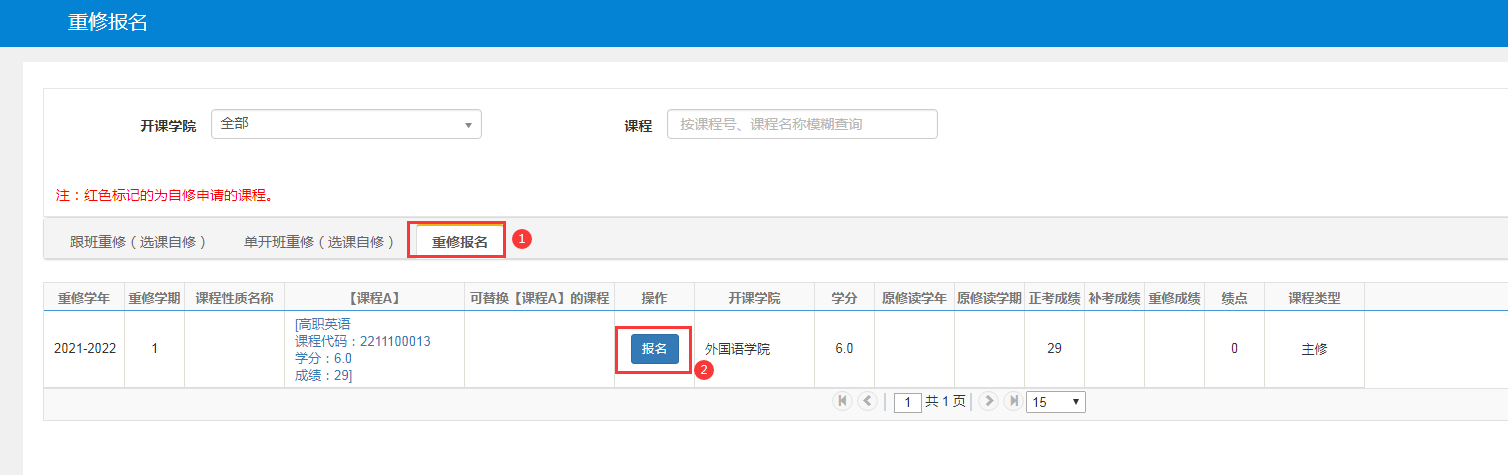 重修报名
开课学院 全部 课程 按课程号、课程名称模糊查询
注：红色标记的为自修申请的课程。
跟班重修（选课自修） 单开班重修（选课自修） 重修报名 1
重修学年 重修学期 课程性质名称 【课程A】 可替换【课程A】的课程 操作 开课学院 学分 原修读学年 原修读学期 正考成绩 补考成绩 重修成绩 绩点 课程类型
[高职英语
课程代码：2211100013
学分：6.0
成绩：29]
2021-2022 1 报名 外国语学院 6.0 29 0 主修
2
1 共 1 页 15